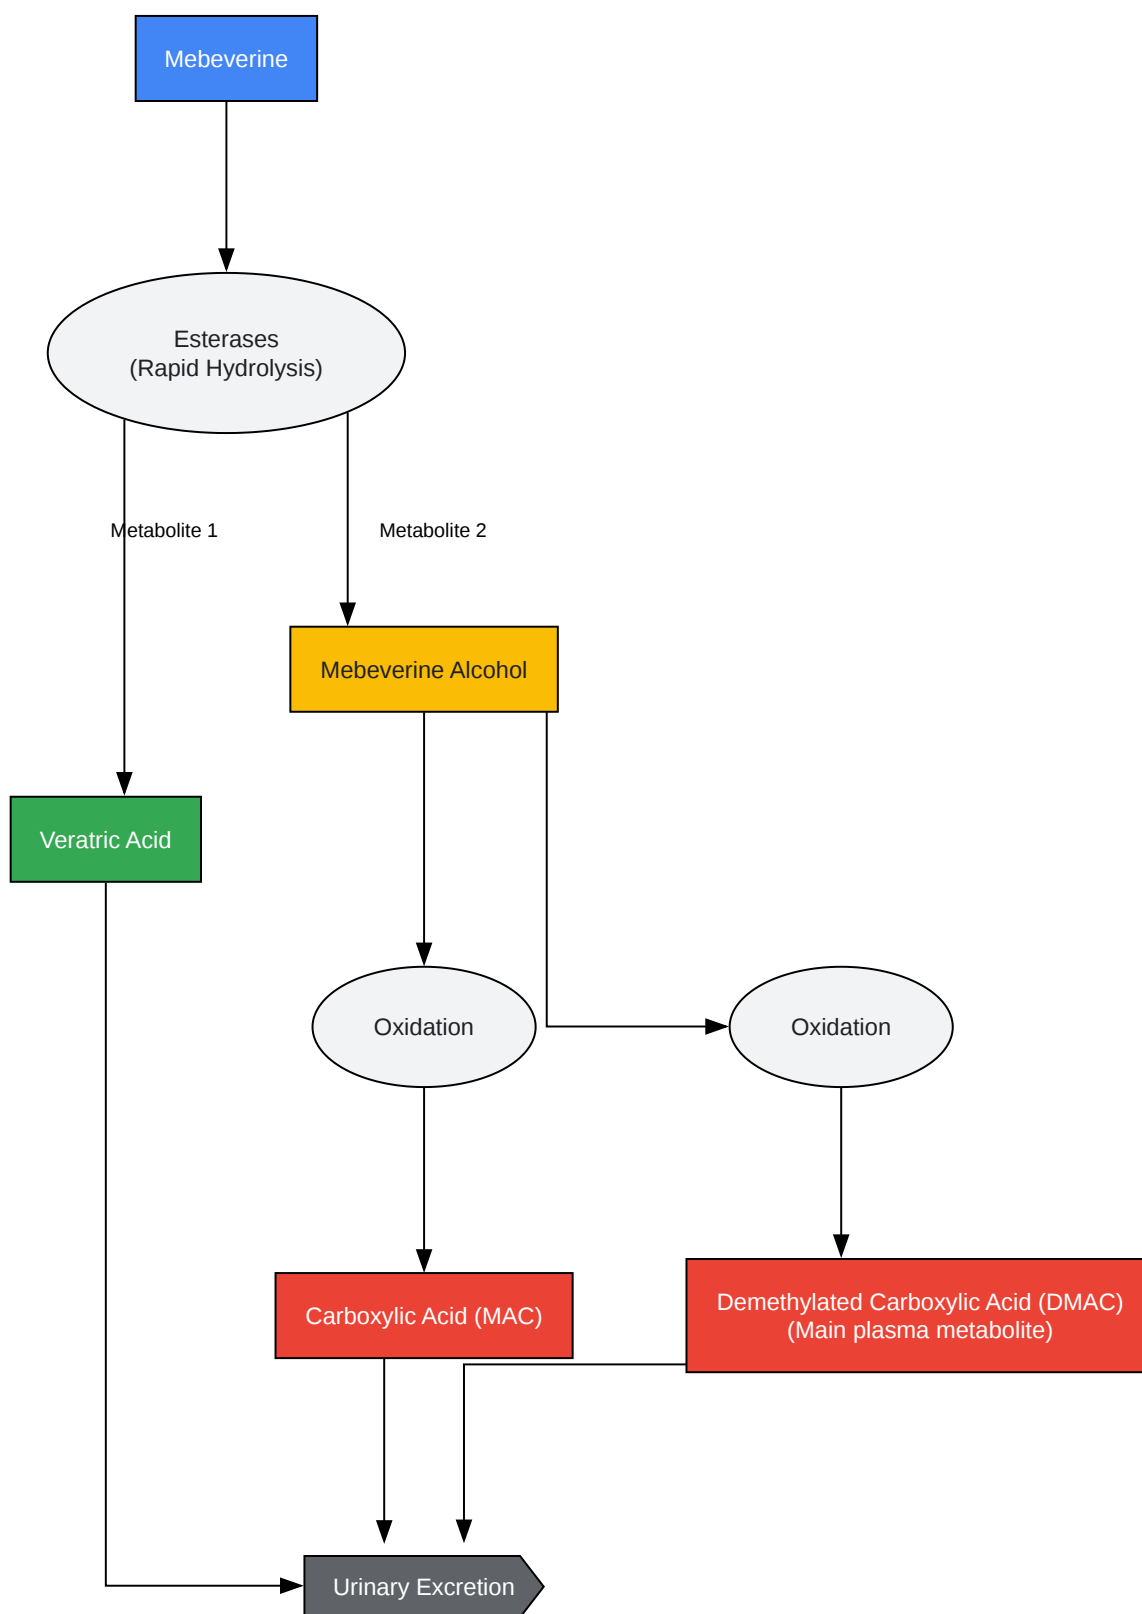 Mebeverine
Esterases
(Rapid Hydrolysis)
Metabolite 1
Metabolite 2
Mebeverine Alcohol
Veratric Acid
Oxidation
Oxidation
Carboxylic Acid (MAC)
Demethylated Carboxylic Acid (DMAC)
(Main plasma metabolite)
Urinary Excretion